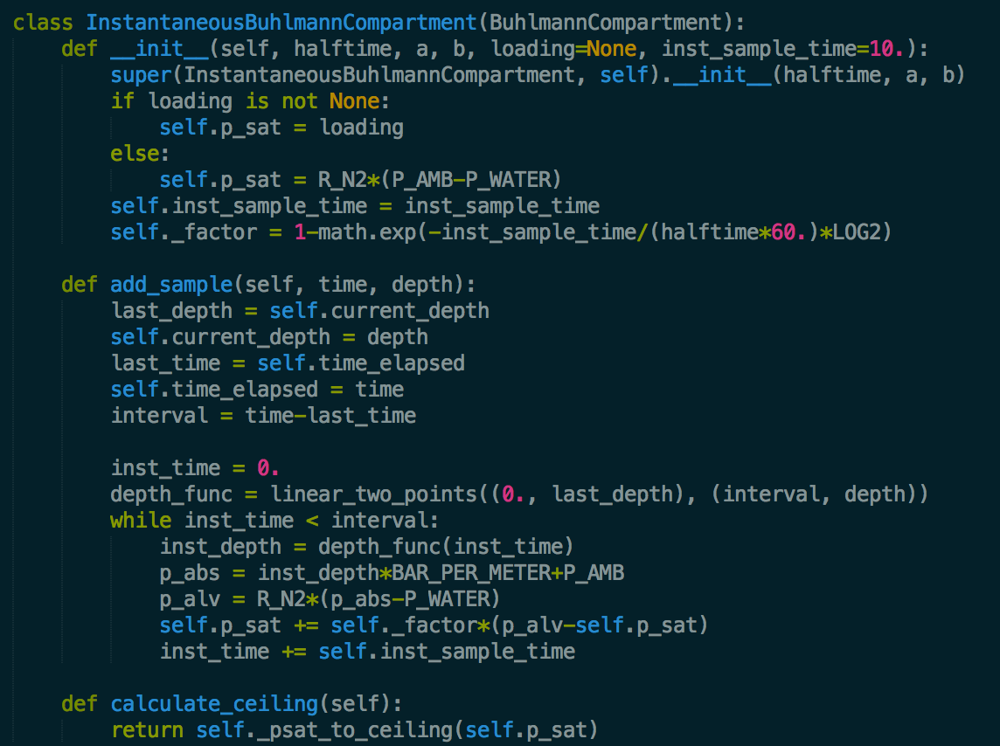 class InstantaneousBuhlmannCompartment(BuhlmannCompartment):
    def __init__(self, halftime, a, b, loading=None, inst_sample_time=10.):
        super(InstantaneousBuhlmannCompartment, self).__init__(halftime, a, b)
        if loading is not None:
            self.p_sat = loading
        else:
            self.p_sat = R_N2*(P_AMB-P_WATER)
        self.inst_sample_time = inst_sample_time
        self._factor = 1-math.exp(-inst_sample_time/(halftime*60.)*LOG2)

    def add_sample(self, time, depth):
        last_depth = self.current_depth
        self.current_depth = depth
        last_time = self.time_elapsed
        self.time_elapsed = time
        interval = time-last_time

        inst_time = 0.
        depth_func = linear_two_points((0., last_depth), (interval, depth))
        while inst_time < interval:
            inst_depth = depth_func(inst_time)
            p_abs = inst_depth*BAR_PER_METER+P_AMB
            p_alv = R_N2*(p_abs-P_WATER)
            self.p_sat += self._factor*(p_alv-self.p_sat)
            inst_time += self.inst_sample_time

    def calculate_ceiling(self):
        return self._psat_to_ceiling(self.p_sat)